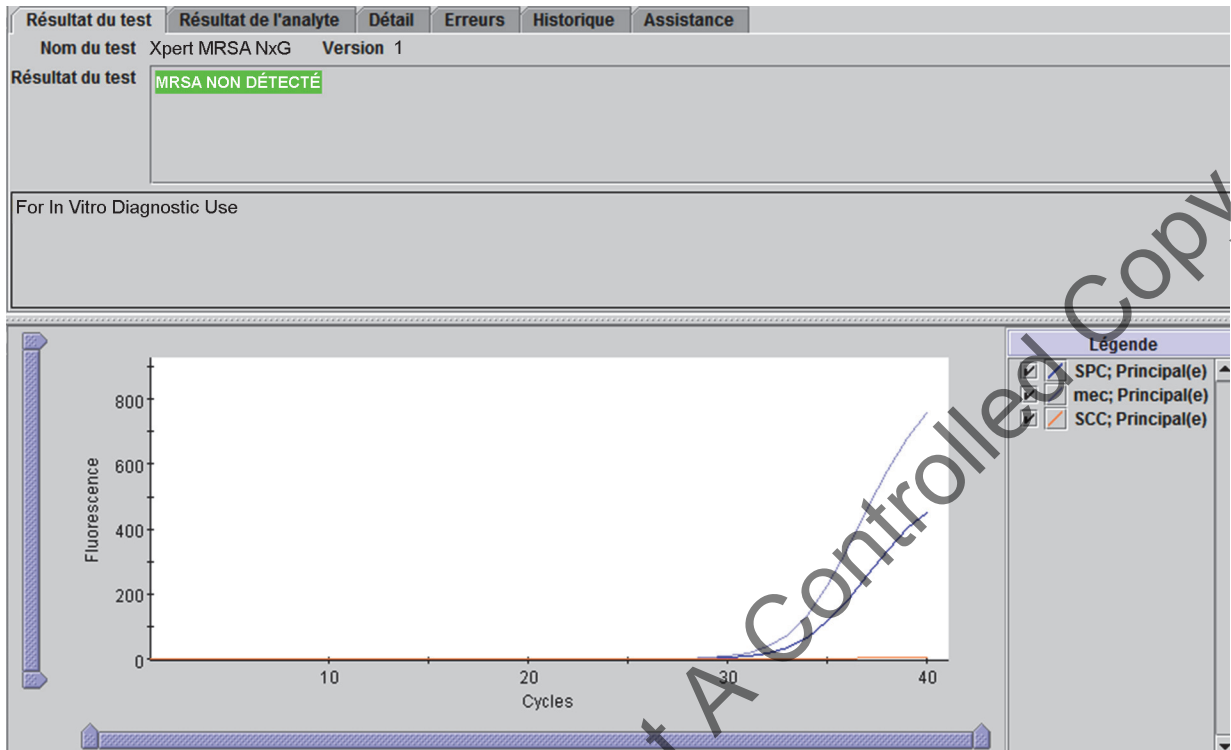 Résultat du test Résultat de l'analyte Détail Erreurs Historique Assistance
Nom du test Xpert MRSA NxG Version 1
Résultat du test MRSA NON DÉTECTÉ
For In Vitro Diagnostic Use
Légende
SPC; Principal(e)
mec; Principal(e)
SCC; Principal(e)
800
600
400
200
0
Fluorescence
10 20 30 40
Cycles
t A Controlled Copy